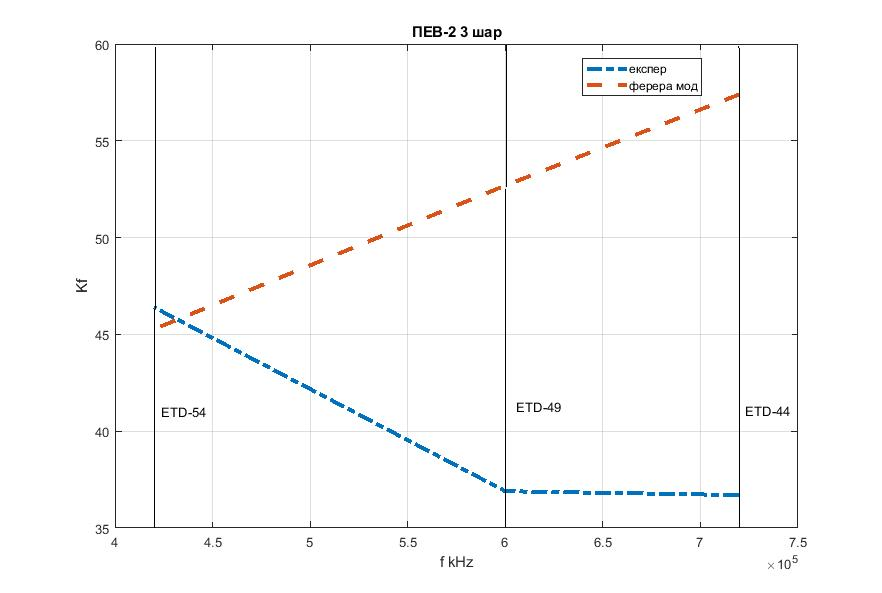 ПЕВ-2 3 шар
60
експер
ферера мод
55
50
Kf
45
ETD-54
ETD-49
ETD-44
40
35
4
4.5
5
5.5
6
6.5
7
7.5
f kHz
×10^5